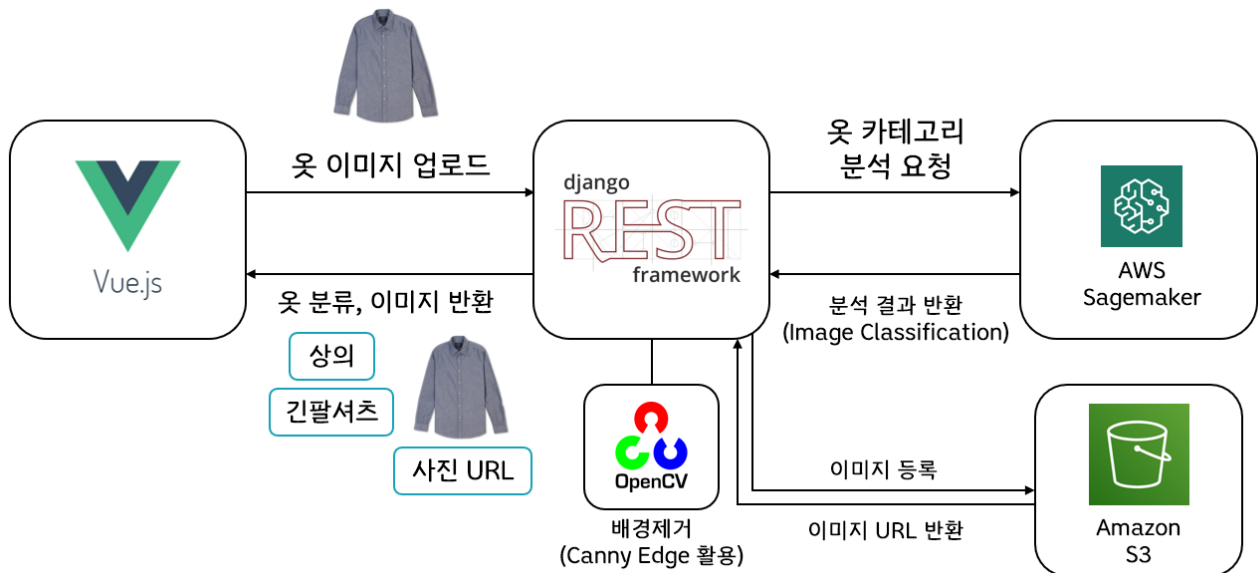 옷 이미지 업로드
옷 카테고리
분석 요청
django
REST
framework
Vue.js
AWS
Sagemaker
옷 분류, 이미지 반환
분석 결과 반환
(Image Classification)
상의
긴팔셔츠
사진 URL
OpenCV
배경제거
(Canny Edge 활용)
이미지 등록
이미지 URL 반환
Amazon
S3